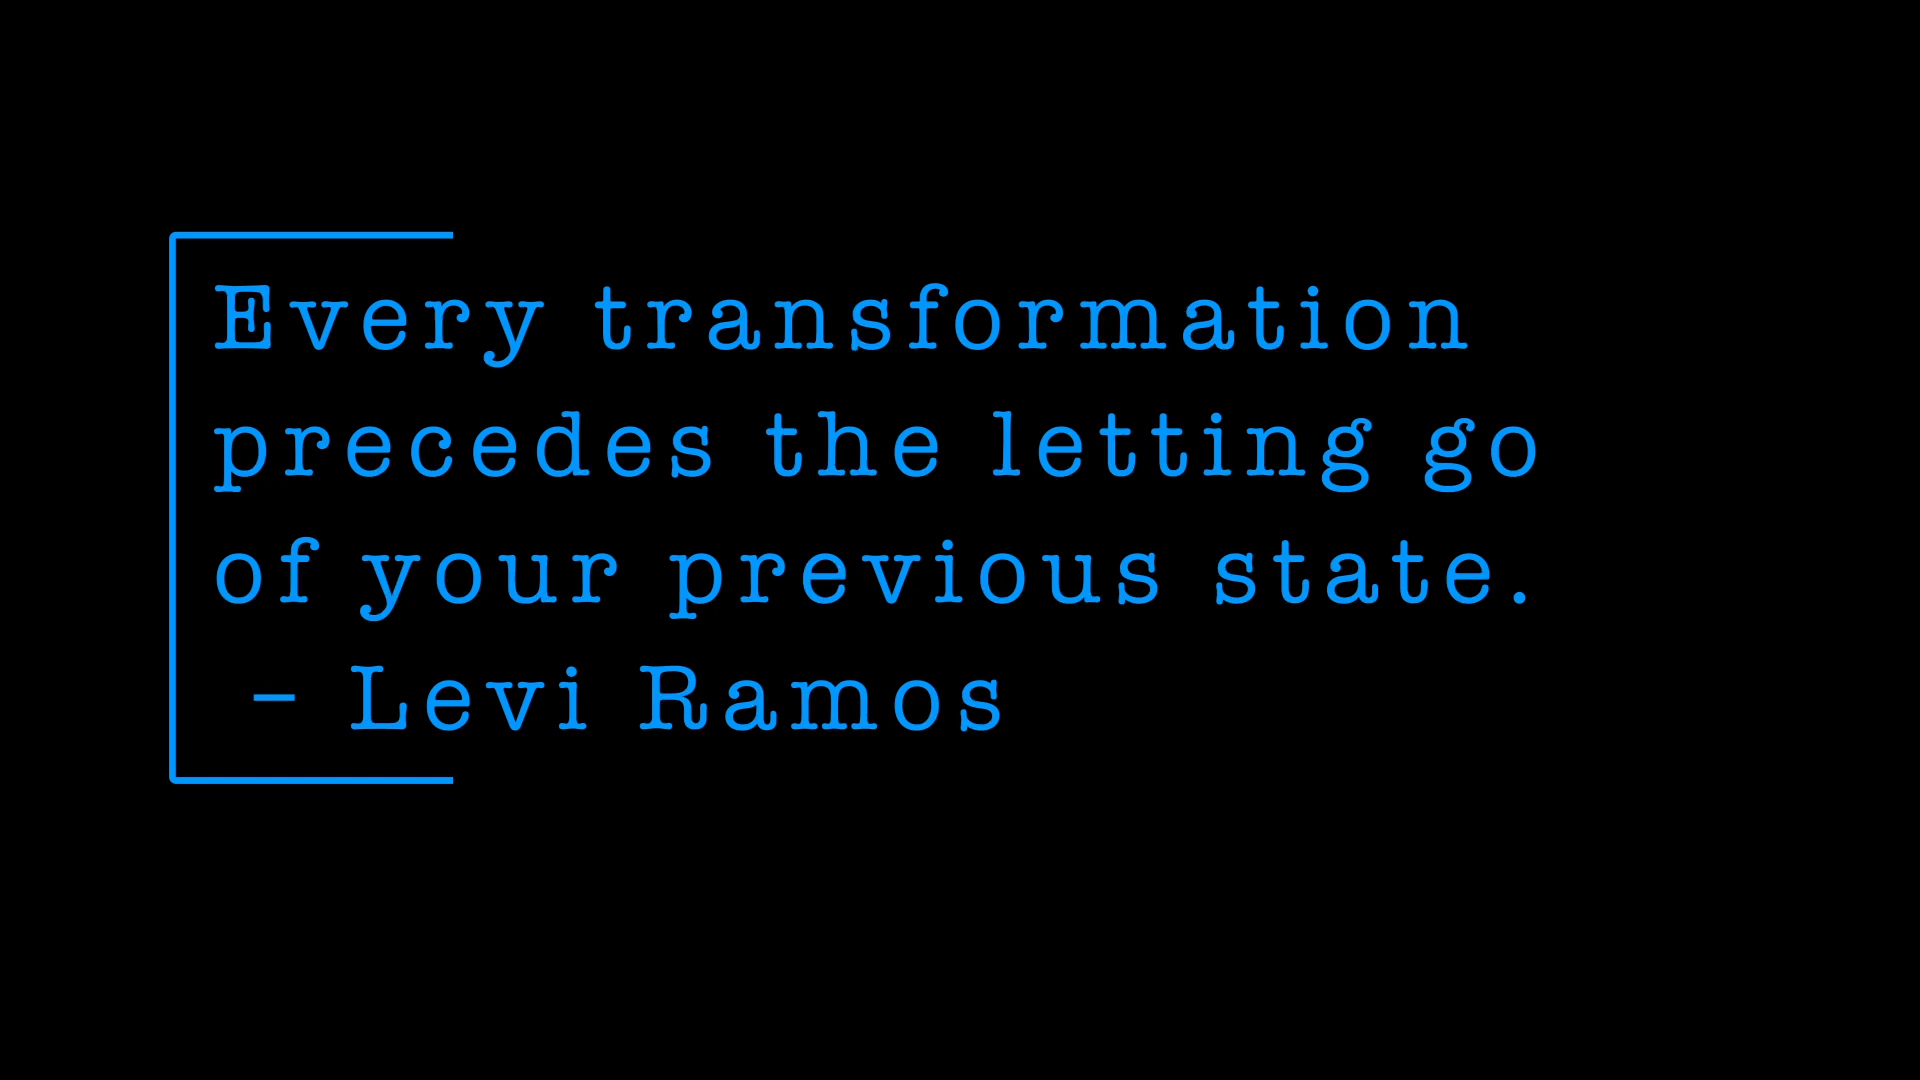 Every transformation
precedes the letting go
of your previous state.
- Levi Ramos